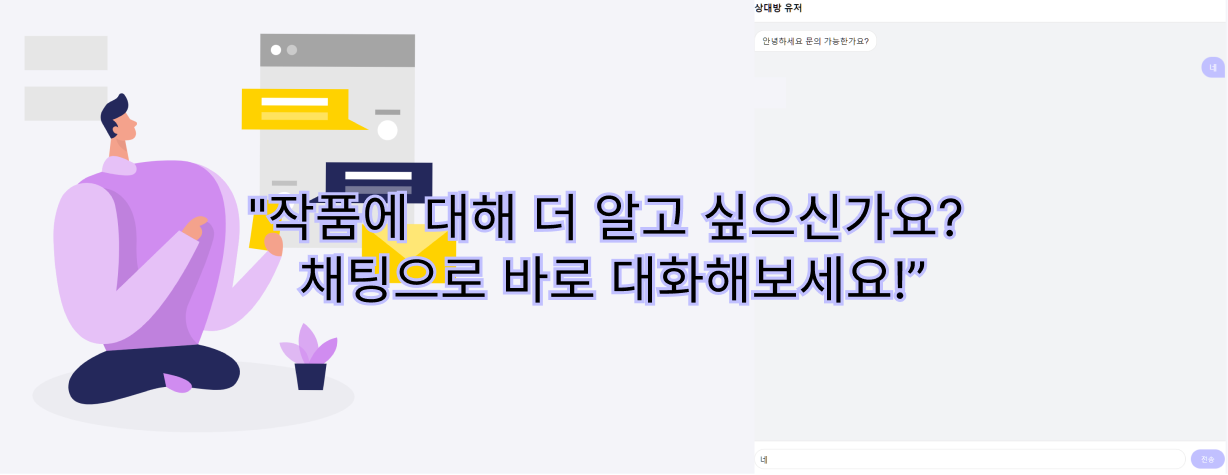 상대방 유저
안녕하세요 문의 가능한가요?
네
"작품에 대해 더 알고 싶으신가요?
채팅으로 바로 대화해보세요!”
네
전송